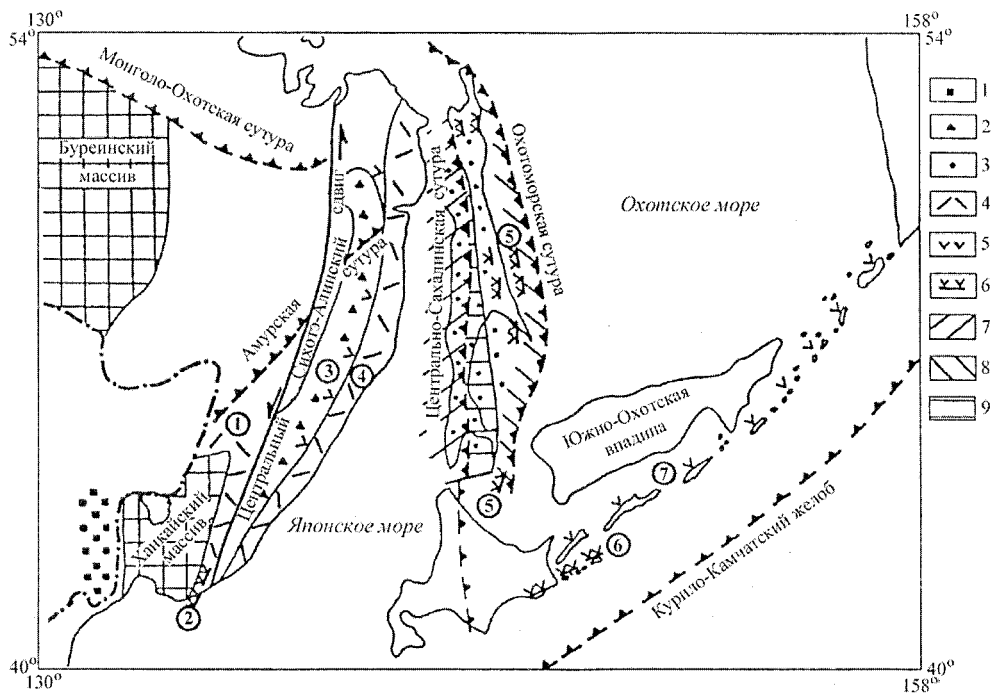 130°
158°
54°
54°
Монголо-Охотская сутура
Буреинский
массив
Амурская
сутура
Центральный
Сихотэ-Алинский
сдвиг
Центрально-Сахалинская сутура
Охотоморская сутура
Охотское море
Южно-Охотская
впадина
Ханкайский
массив
Японское море
Курило-Камчатский желоб
1
2
3
4
5
5
6
7
1
2
3
4
5
6
7
8
9
40°
40°
130°
158°